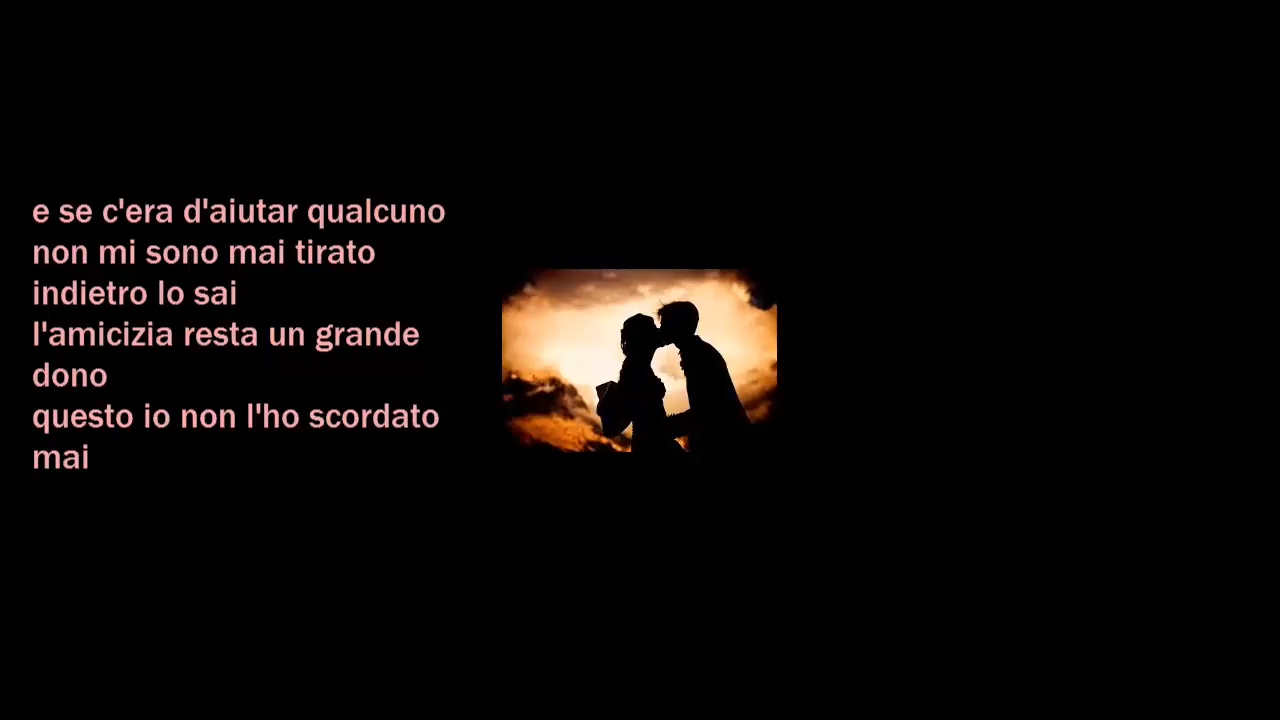 e se c'era d'aiutar qualcuno
non mi sono mai tirato
indietro lo sai
l'amicizia resta un grande
dono
questo io non l'ho scordato
mai